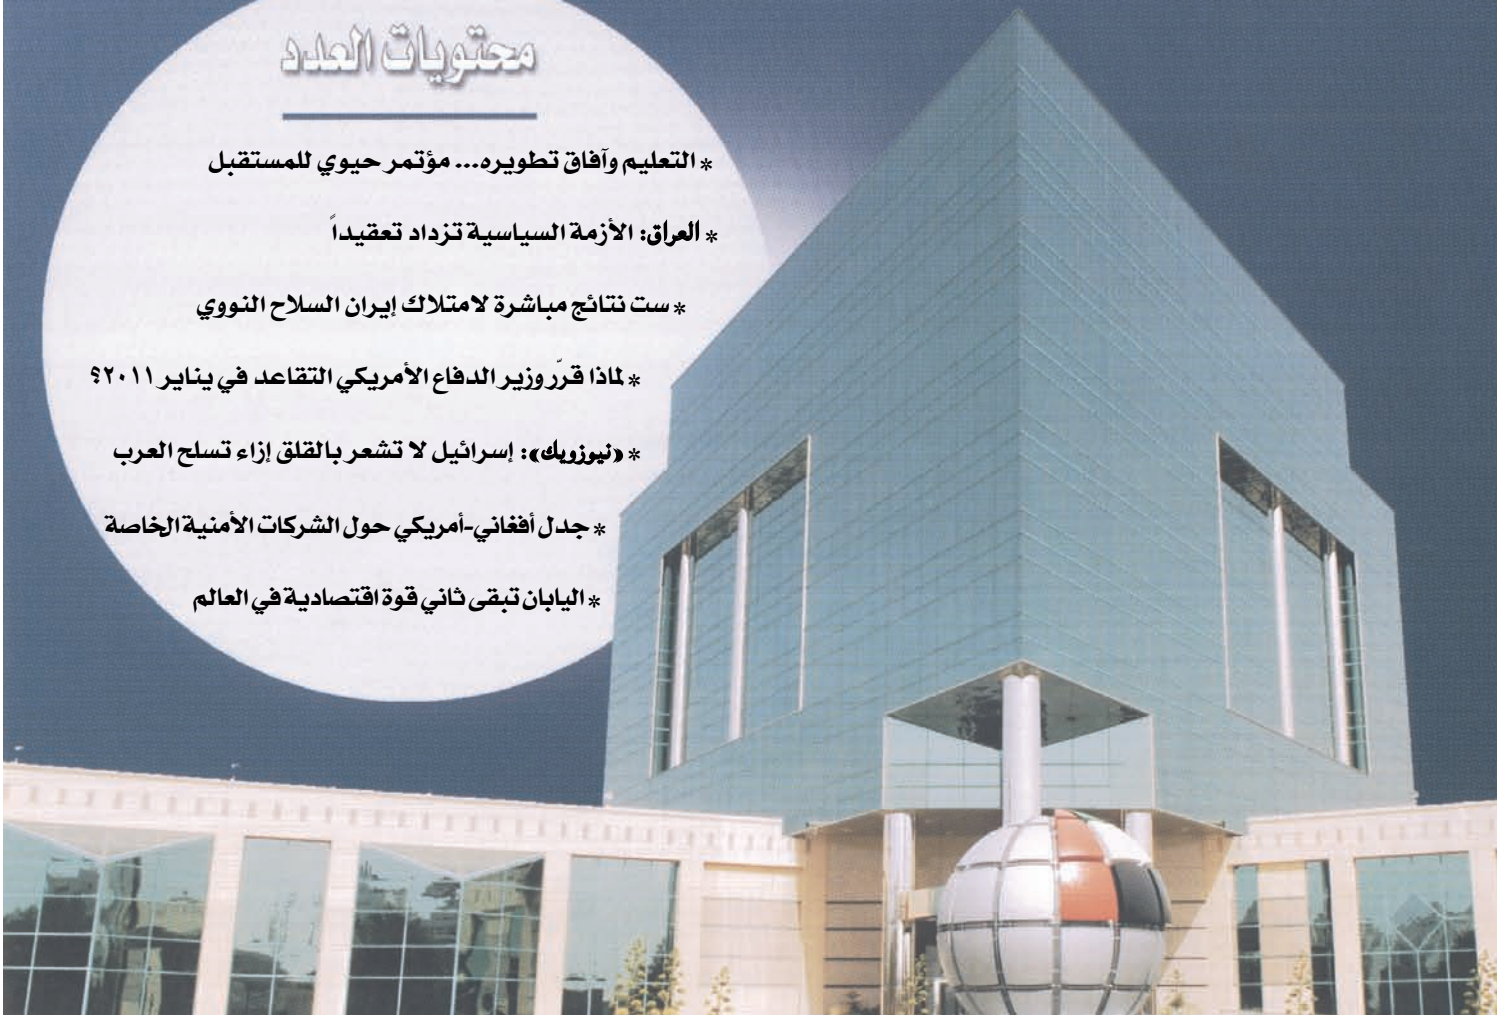 محتويات العدد
* التعليم وآفاق تطويره... مؤتمر حيوي للمستقبل
* العراق: الأزمة السياسية تزداد تعقيداً
* ست نتائج مباشرة لامتلاك إيران السلاح النووي
* لماذا قرّر وزير الدفاع الأمريكي التقاعد في يناير ٢٠١١؟
* «نيوزويك»: إسرائيل لا تشعر بالقلق إزاء تسلح العرب
* جدل أفغاني-أمريكي حول الشركات الأمنية الخاصة
* اليابان تبقى ثاني قوة اقتصادية في العالم